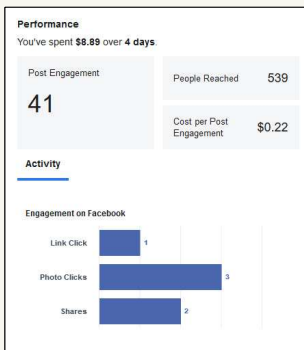 Performance
You've spent $8.89 over 4 days.
Post Engagement
41
People Reached 539
Cost per Post
Engagement $0.22
Activity
Engagement on Facebook
Link Click 1
Photo Clicks 3
Shares 2